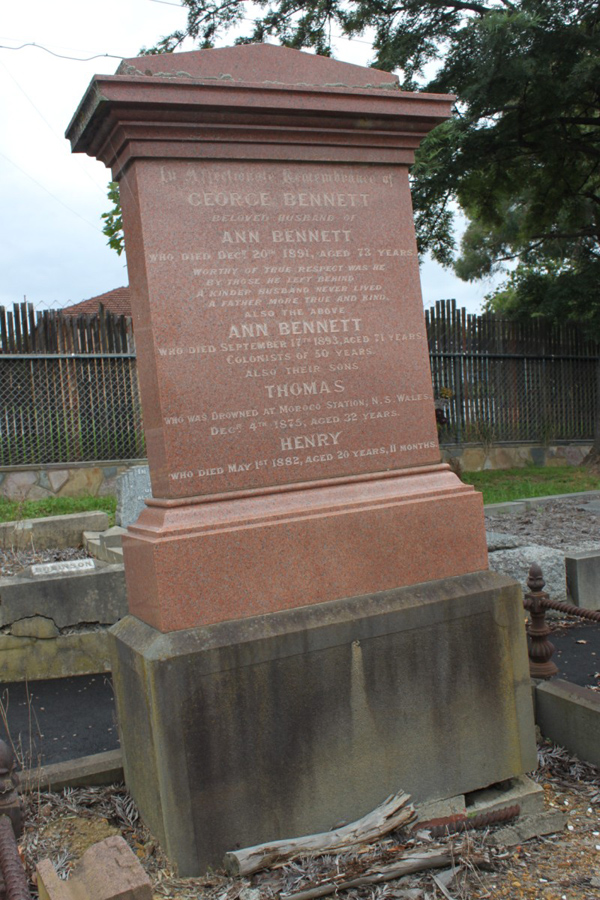 In Affectionate Remembrance of
GEORGE BENNETT
BELOVED HUSBAND OF
ANN BENNETT
WHO DIED DECR. 20TH 1891, AGED 73 YEARS.
WORTHY OF TRUE RESPECT WAS HE
BY THOSE HE LEFT BEHIND
A KINDER HUSBAND NEVER LIVED
A FATHER MORE TRUE AND KIND.
ALSO THE ABOVE
ANN BENNETT
WHO DIED SEPTEMBER 17TH 1893, AGED 71 YEARS.
COLONISTS OF 50 YEARS.
ALSO THEIR SONS
THOMAS
WHO WAS DROWNED AT MOROCO STATION, N.S. WALES
DECR. 4TH 1875, AGED 32 YEARS.
HENRY
WHO DIED MAY 1ST 1882, AGED 26 YEARS, 11 MONTHS.